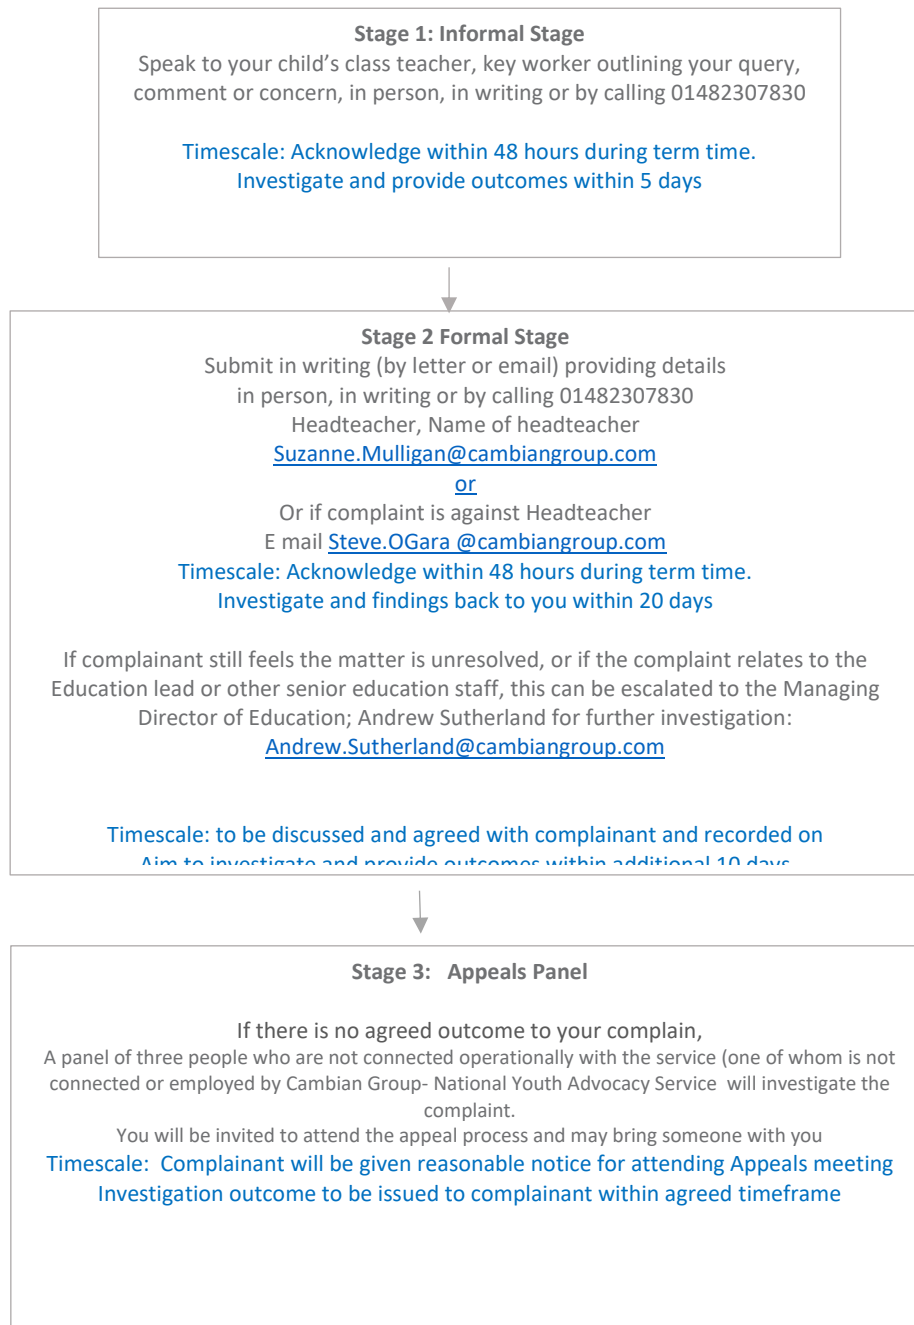 Stage 1: Informal Stage
Speak to your child’s class teacher, key worker outlining your query,
comment or concern, in person, in writing or by calling 01482307830
Timescale: Acknowledge within 48 hours during term time.
Investigate and provide outcomes within 5 days
Stage 2 Formal Stage
Submit in writing (by letter or email) providing details
in person, in writing or by calling 01482307830
Headteacher, Name of headteacher
Suzanne.Mulligan@cambiangroup.com
or
Or if complaint is against Headteacher
E mail Steve.OGara @cambiangroup.com
Timescale: Acknowledge within 48 hours during term time.
Investigate and findings back to you within 20 days
If complainant still feels the matter is unresolved, or if the complaint relates to the
Education lead or other senior education staff, this can be escalated to the Managing
Director of Education; Andrew Sutherland for further investigation:
Andrew.Sutherland@cambiangroup.com
Timescale: to be discussed and agreed with complainant and recorded on
Aim to investigate and provide outcomes within additional 10 days
Stage 3:   Appeals Panel
If there is no agreed outcome to your complain,
A panel of three people who are not connected operationally with the service (one of whom is not
connected or employed by Cambian Group- National Youth Advocacy Service  will investigate the
complaint.
You will be invited to attend the appeal process and may bring someone with you
Timescale:  Complainant will be given reasonable notice for attending Appeals meeting
Investigation outcome to be issued to complainant within agreed timeframe